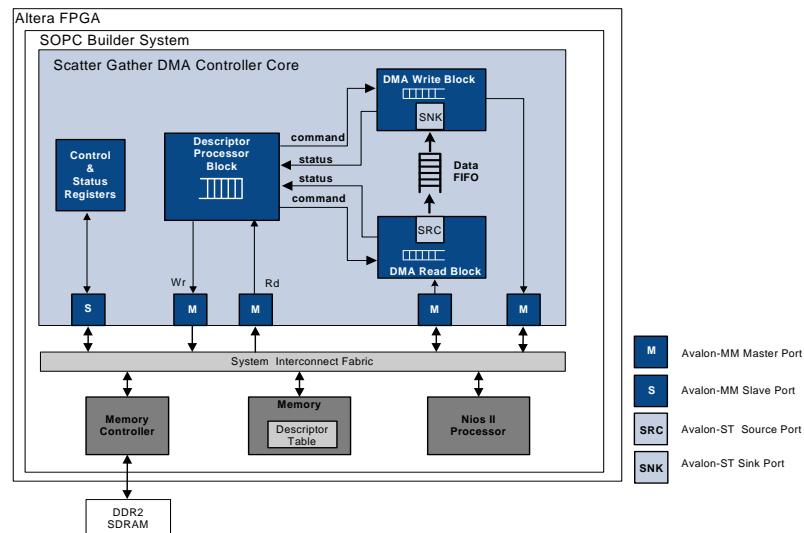 Altera FPGA
SOPC Builder System
Scatter Gather DMA Controller Core
DMA Write Block
SNK
Descriptor
Processor
Block
command
status
status
command
Data
FIFO
Control
&
Status
Registers
SRC
DMA Read Block
Wr
Rd
S
M
M
M
M
System Interconnect Fabric
Memory
Controller
Memory
Descriptor
Table
Nios II
Processor
DDR2
SDRAM
M
Avalon-MM Master Port
S
Avalon-MM Slave Port
SRC
Avalon-ST Source Port
SNK
Avalon-ST Sink Port